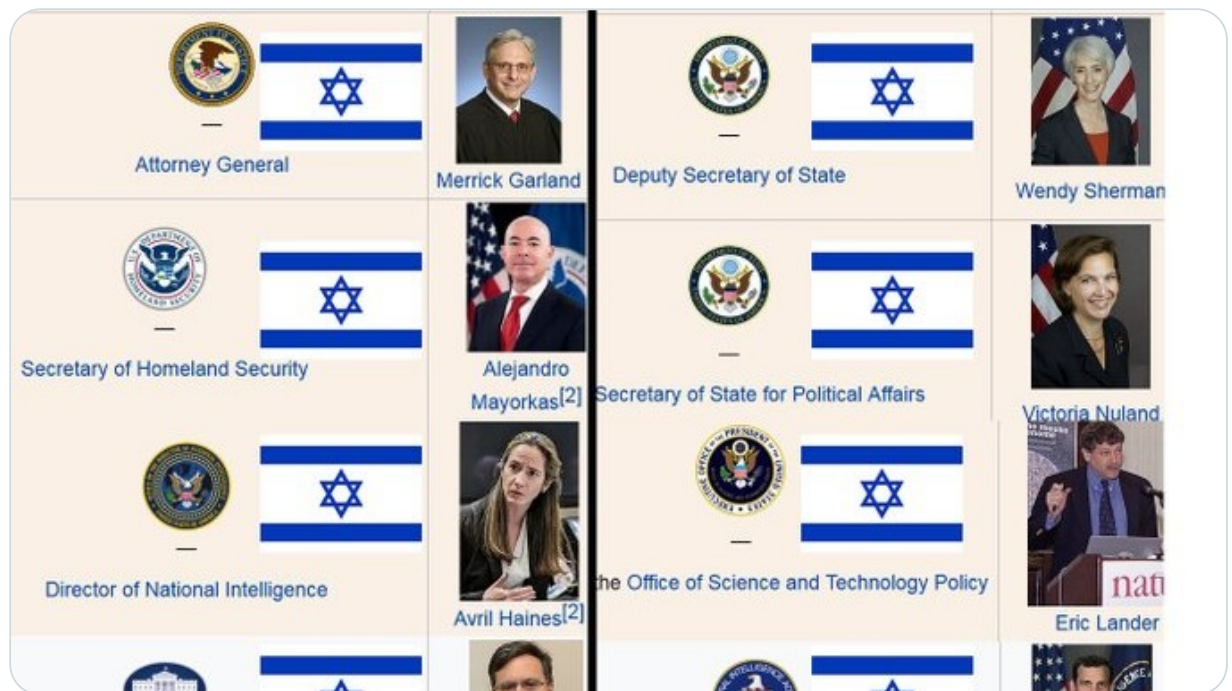 Attorney General
Merrick Garland
Secretary of Homeland Security
Alejandro
Mayorkas[2]
Director of National Intelligence
Avril Haines[2]
Deputy Secretary of State
Wendy Sherman
Secretary of State for Political Affairs
Victoria Nuland
the Office of Science and Technology Policy
natu
Eric Lander